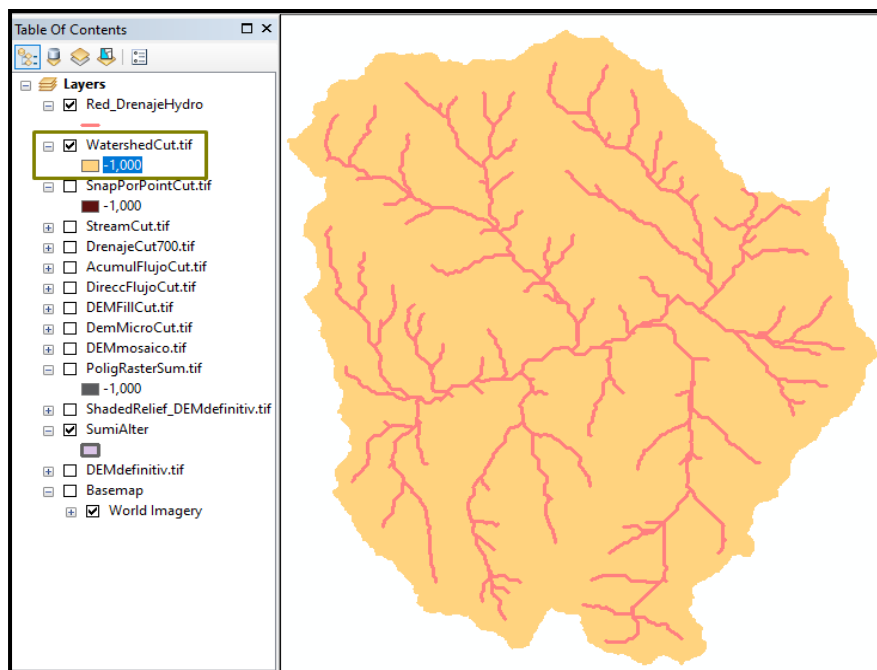 Table Of Contents
Layers
Red_DrenajeHydro
WatershedCut.tif
-1,000
SnapPorPointCut.tif
-1,000
StreamCut.tif
DrenajeCut700.tif
AcumulFlujoCut.tif
DireccFlujoCut.tif
DEMFillCut.tif
DemMicroCut.tif
DEMmosaico.tif
PoligRasterSum.tif
-1,000
ShadedRelief_DEMdefinitiv.tif
SumiAlter
DEMdefinitiv.tif
Basemap
World Imagery